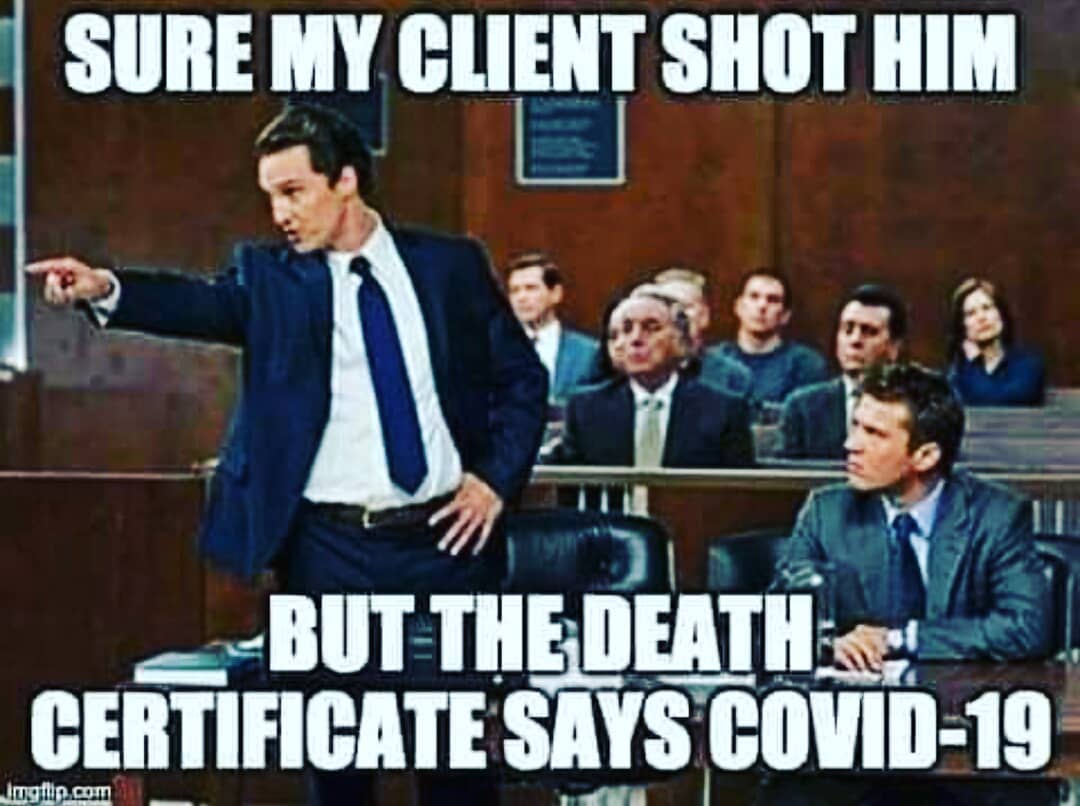 SURE MY CLIENT SHOT HIM
BUT THE DEATH
CERTIFICATE SAYS COVID-19
imgflip.com